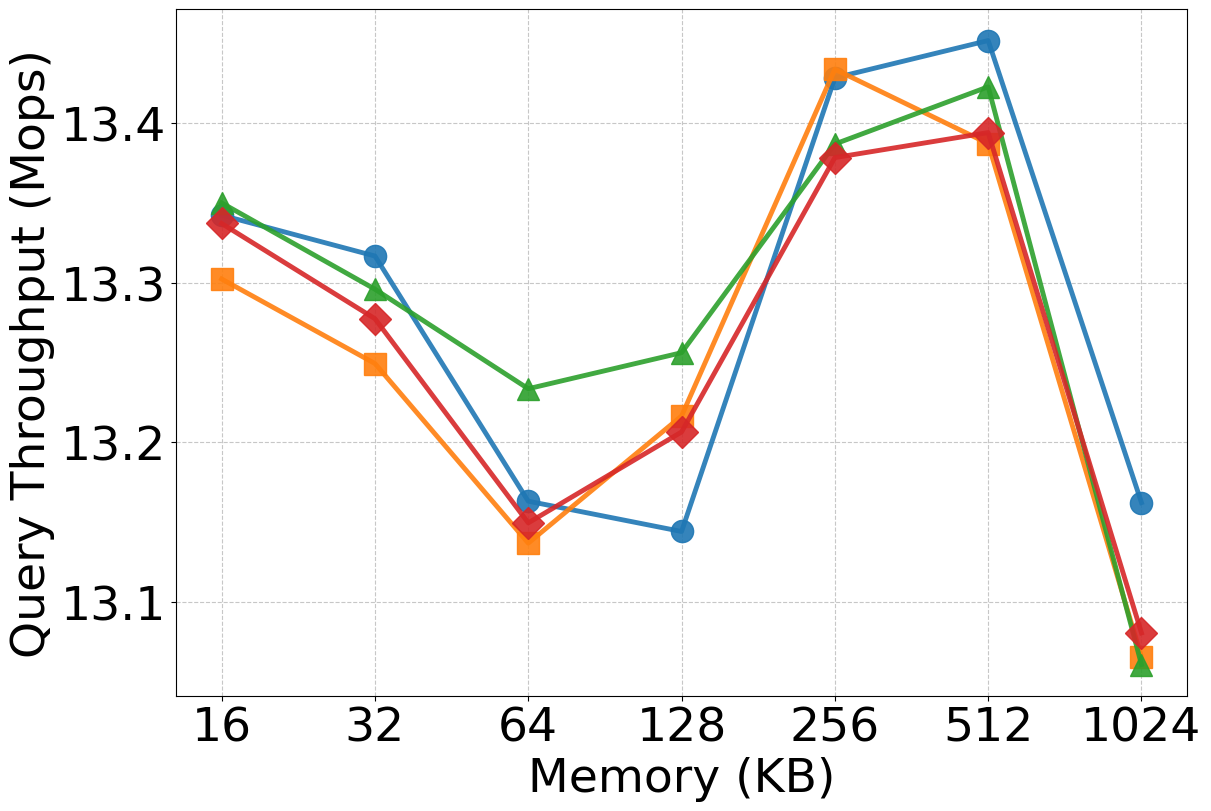 Query Throughput (Mops)
13.4
13.3
13.2
13.1
16 32 64 128 256 512 1024
Memory (KB)